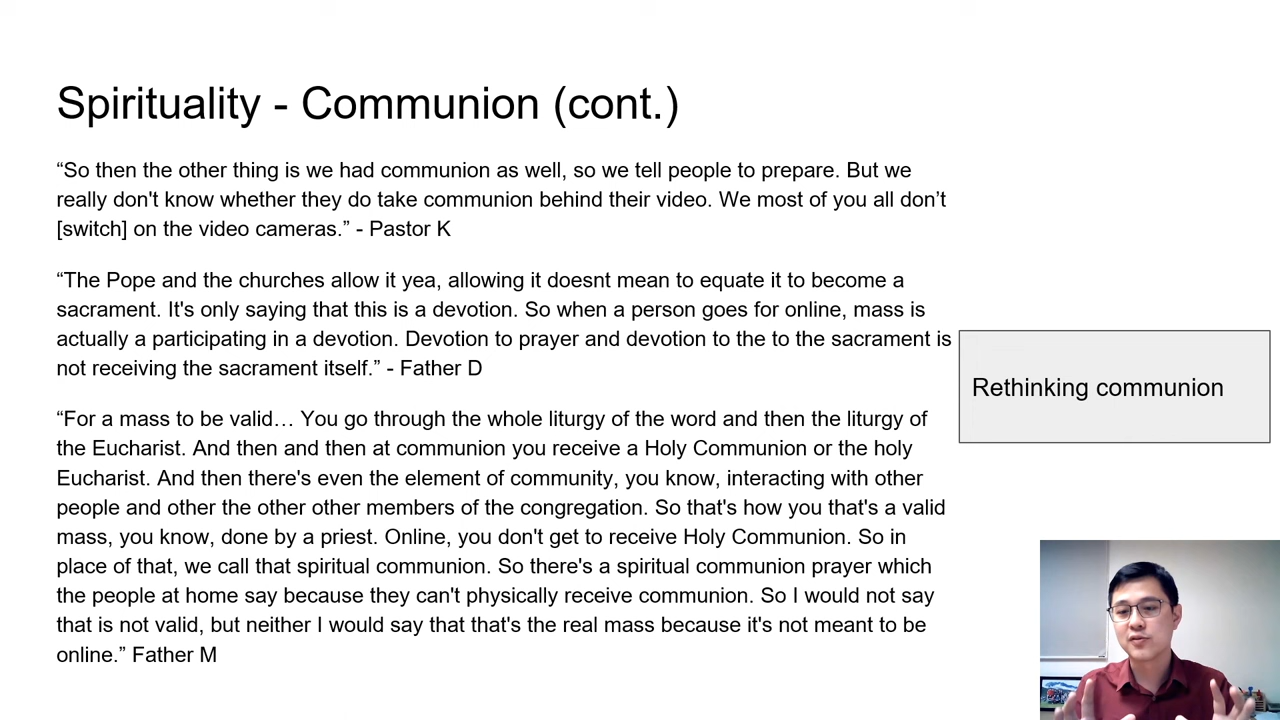 Spirituality - Communion (cont.)
“So then the other thing is we had communion as well, so we tell people to prepare. But we
really don't know whether they do take communion behind their video. We most of you all don’t
[switch] on the video cameras.” - Pastor K
“The Pope and the churches allow it yea, allowing it doesnt mean to equate it to become a
sacrament. It's only saying that this is a devotion. So when a person goes for online, mass is
actually a participating in a devotion. Devotion to prayer and devotion to the to the sacrament is
not receiving the sacrament itself.” - Father D
Rethinking communion
“For a mass to be valid… You go through the whole liturgy of the word and then the liturgy of
the Eucharist. And then and then at communion you receive a Holy Communion or the holy
Eucharist. And then there's even the element of community, you know, interacting with other
people and other the other other members of the congregation. So that's how you that's a valid
mass, you know, done by a priest. Online, you don't get to receive Holy Communion. So in
place of that, we call that spiritual communion. So there's a spiritual communion prayer which
the people at home say because they can't physically receive communion. So I would not say
that is not valid, but neither I would say that that's the real mass because it's not meant to be
online.” Father M